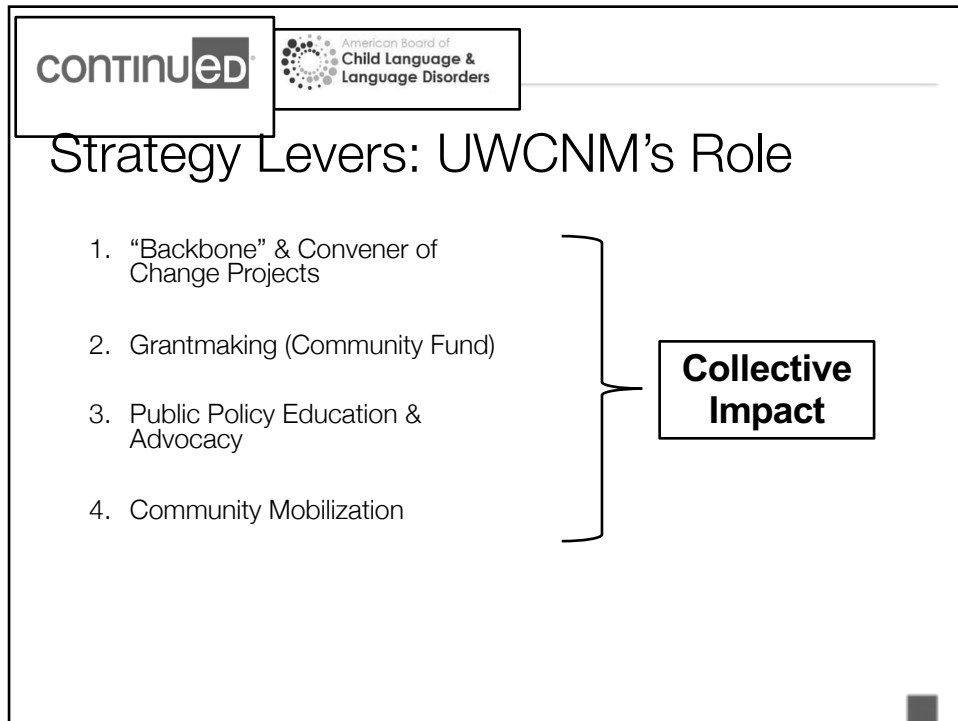 continued
American Board of
Child Language &
Language Disorders
Strategy Levers: UWCNM’s Role
1. “Backbone” & Convener of
Change Projects
2. Grantmaking (Community Fund)
3. Public Policy Education &
Advocacy
4. Community Mobilization
Collective
Impact